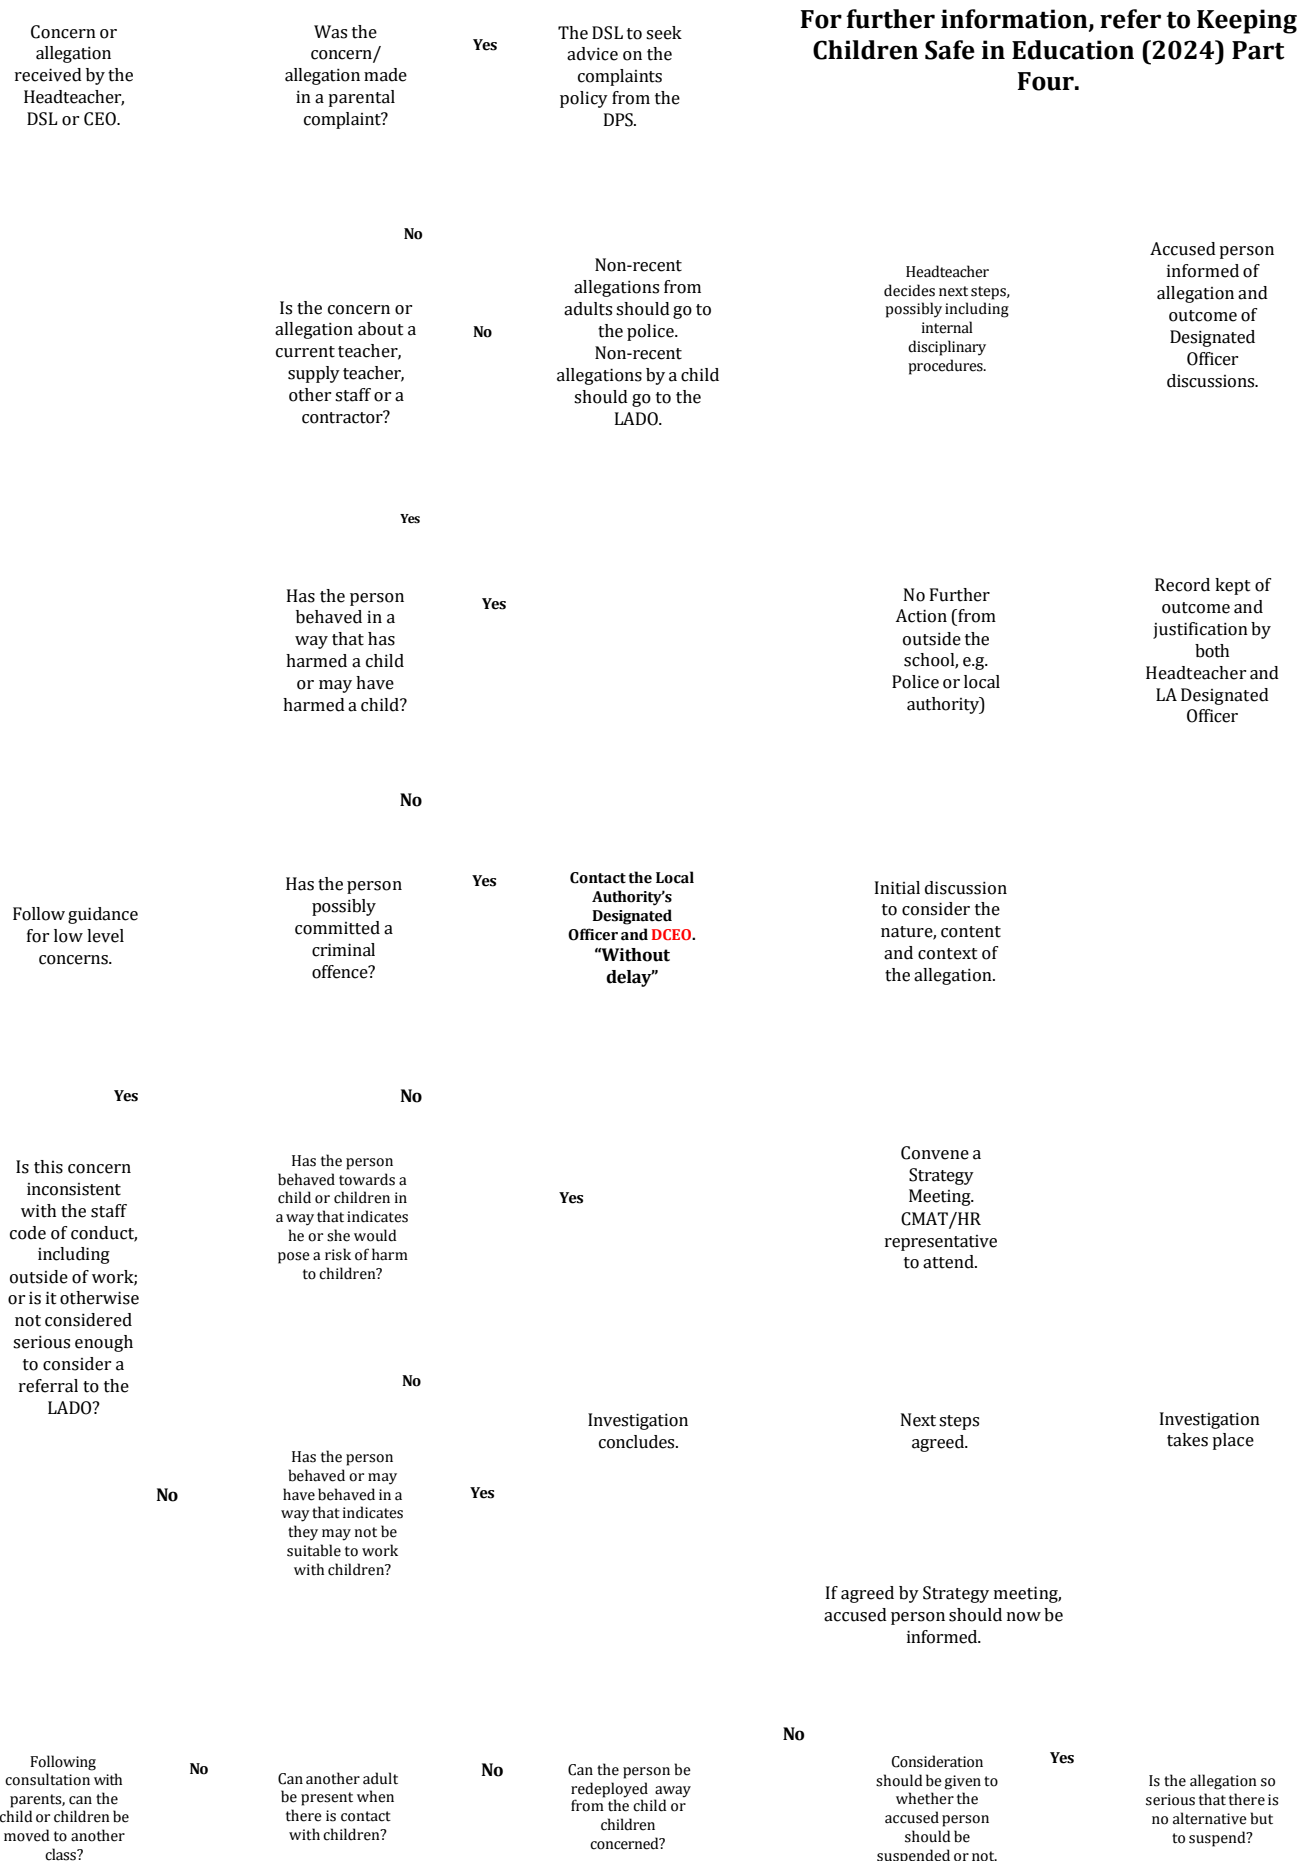 For further information, refer to Keeping
Children Safe in Education (2024) Part
Four.
Concern or
allegation
received by the
Headteacher,
DSL or CEO.
Was the
concern/
allegation made
in a parental
complaint?
Yes
The DSL to seek
advice on the
complaints
policy from the
DPS.
No
Is the concern or
allegation about a
current teacher,
supply teacher,
other staff or a
contractor?
No
Non-recent
allegations from
adults should go to
the police.
Non-recent
allegations by a child
should go to the
LADO.
Headteacher
decides next steps,
possibly including
internal
disciplinary
procedures.
Accused person
informed of
allegation and
outcome of
Designated
Officer
discussions.
Yes
Has the person
behaved in a
way that has
harmed a child
or may have
harmed a child?
Yes
No Further
Action (from
outside the
school, e.g.
Police or local
authority)
Record kept of
outcome and
justification by
both
Headteacher and
LA Designated
Officer
No
Follow guidance
for low level
concerns.
Has the person
possibly
committed a
criminal
offence?
Yes
Contact the Local
Authority’s
Designated
Officer and DCEO.
“Without
delay”
Initial discussion
to consider the
nature, content
and context of
the allegation.
Yes
No
Is this concern
inconsistent
with the staff
code of conduct,
including
outside of work;
or is it otherwise
not considered
serious enough
to consider a
referral to the
LADO?
Has the person
behaved towards a
child or children in
a way that indicates
he or she would
pose a risk of harm
to children?
Yes
Convene a
Strategy
Meeting.
CMAT/HR
representative
to attend.
No
Investigation
concludes.
Next steps
agreed.
Investigation
takes place
No
Has the person
behaved or may
have behaved in a
way that indicates
they may not be
suitable to work
with children?
Yes
If agreed by Strategy meeting,
accused person should now be
informed.
No
Following
consultation with
parents, can the
child or children be
moved to another
class?
No
Can another adult
be present when
there is contact
with children?
No
Can the person be
redeployed away
from the child or
children
concerned?
Consideration
should be given to
whether the
accused person
should be
suspended or not.
Yes
Is the allegation so
serious that there is
no alternative but
to suspend?